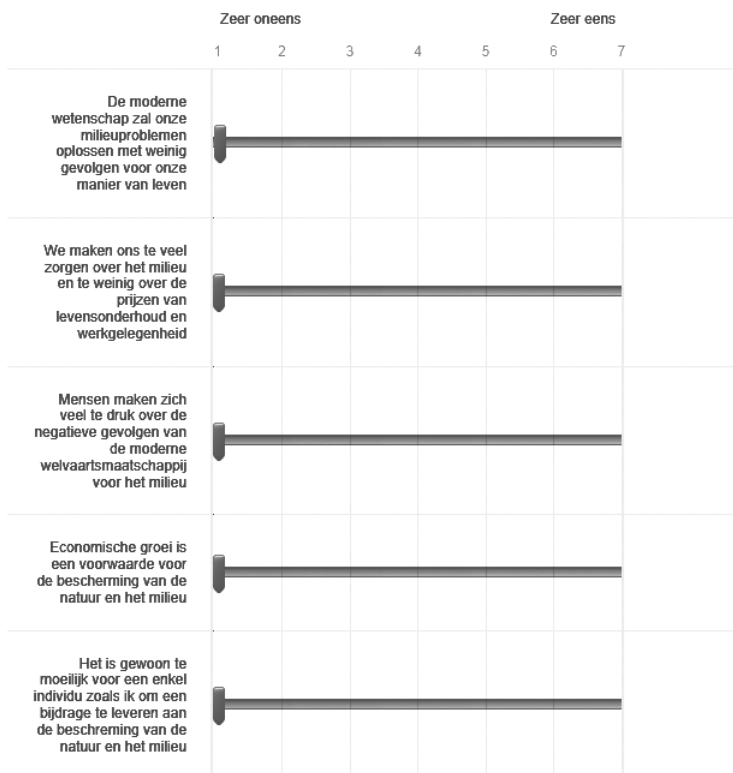 Zeer oneens Zeer eens
1 2 3 4 5 6 7
De moderne
wetenschap zal onze
milieuproblemen
oplossen met weinig
gevolgen voor onze
manier van leven
We maken ons te veel
zorgen over het milieu
en te weinig over de
prijzen van
levensonderhoud en
werkgelegenheid
Mensen maken zich
veel te druk over de
negatieve gevolgen van
de moderne
welvaartsmaatschappij
voor het milieu
Economische groei is
een voorwaarde voor
de bescherming van de
natuur en het milieu
Het is gewoon te
moeilijk voor een enkel
individu zoals ik om een
bijdrage te leveren aan
de beschreming van de
natuur en het milieu